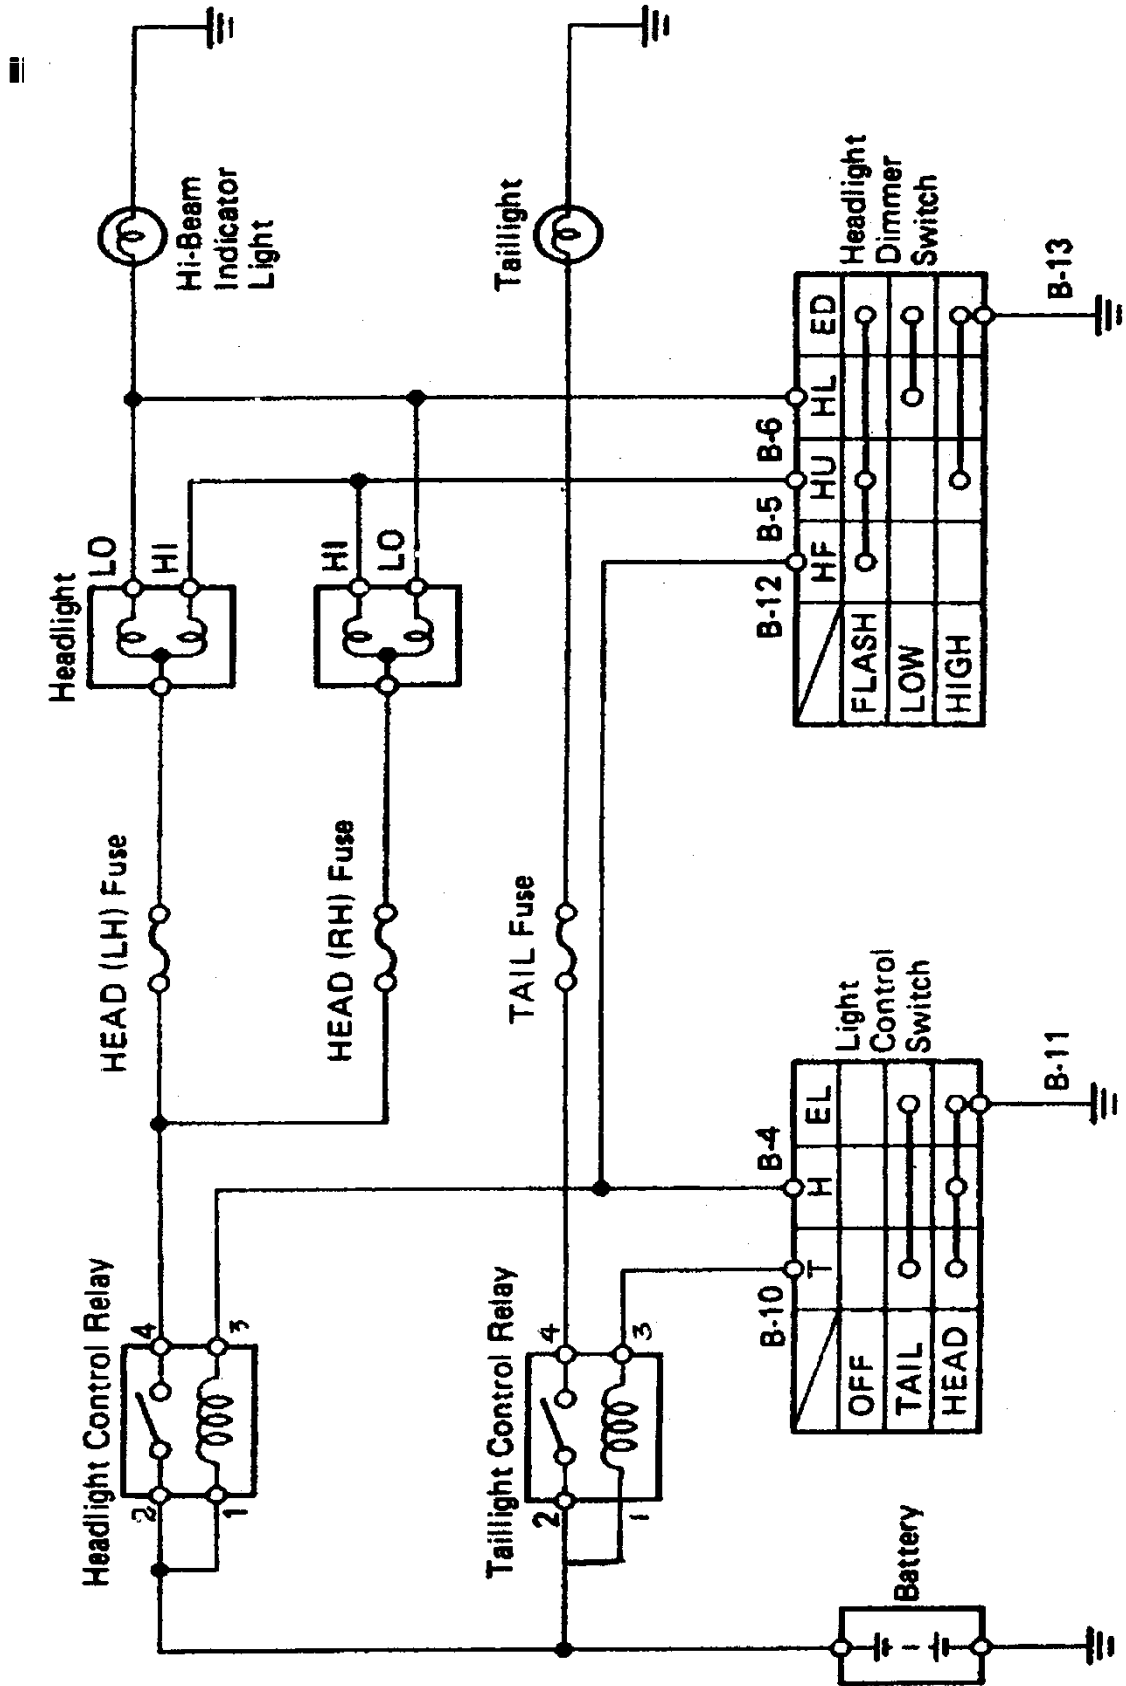 Headlight Control Relay
2
4
1
3
HEAD (LH) Fuse
Headlight
LO
HI
Hi-Beam
Indicator
Light
HEAD (RH) Fuse
HI
LO
Taillight Control Relay
2
4
1
3
TAIL Fuse
Taillight
Battery
B-10
B-4
T
H
EL
Light
Control
Switch
OFF
TAIL
HEAD
B-11
B-12
B-5
B-6
HF
HU
HL
ED
Headlight
Dimmer
Switch
FLASH
LOW
HIGH
B-13